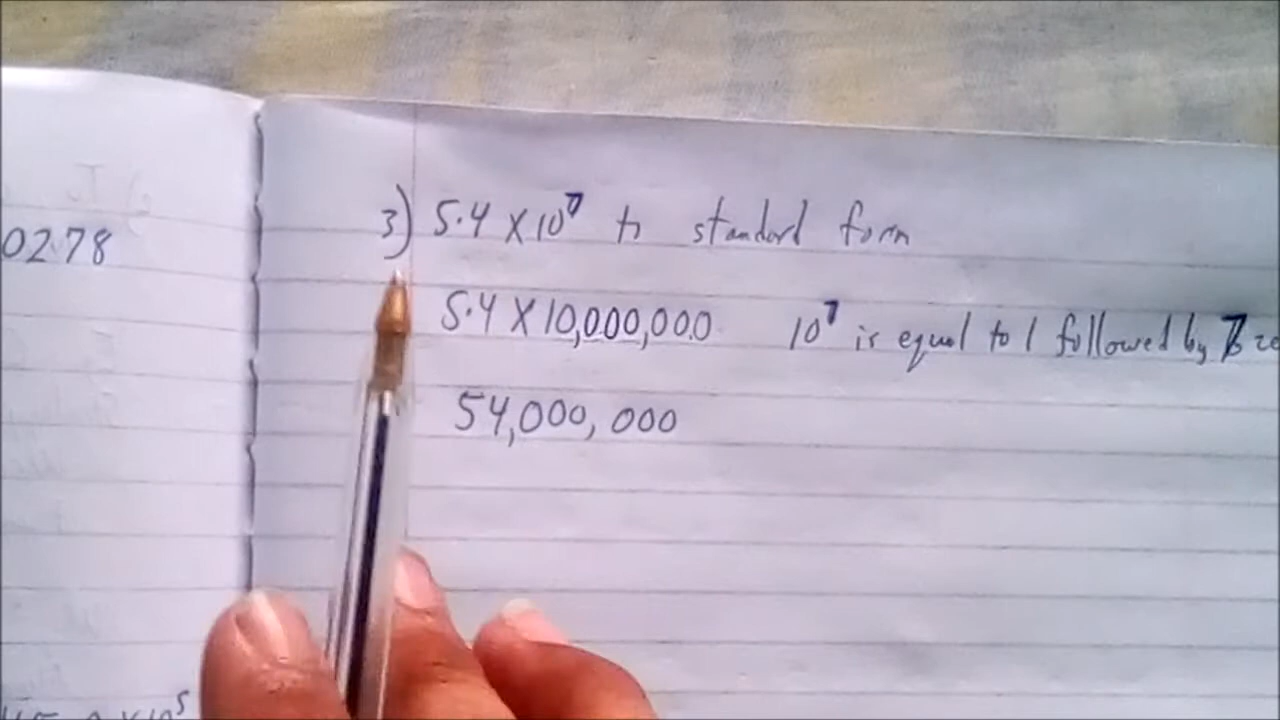 0278
3) 5.4 X 10⁷ to standard form
5.4 X 10,000,000 10⁷ is equal to 1 followed by 7
54,000,000
X10⁵